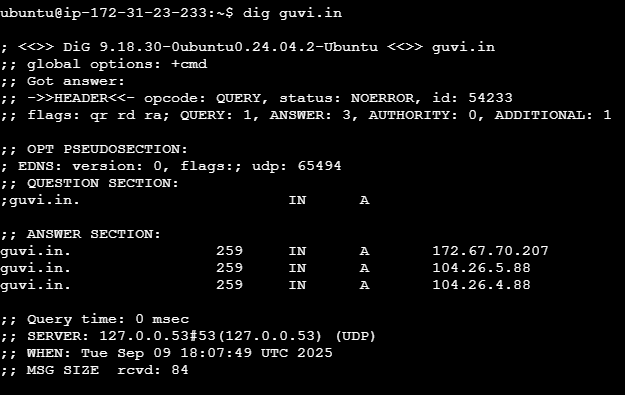 ubuntu@ip-172-31-23-233:~$ dig guvi.in
; <<>> DiG 9.18.30-0ubuntu0.24.04.2-Ubuntu <<>> guvi.in
;; global options: +cmd
;; Got answer:
;; ->>HEADER<<- opcode: QUERY, status: NOERROR, id: 54233
;; flags: qr rd ra; QUERY: 1, ANSWER: 3, AUTHORITY: 0, ADDITIONAL: 1
;; OPT PSEUDOSECTION:
; EDNS: version: 0, flags:; udp: 65494
;; QUESTION SECTION:
;guvi.in. IN A
;; ANSWER SECTION:
guvi.in. 259 IN A 172.67.70.207
guvi.in. 259 IN A 104.26.5.88
guvi.in. 259 IN A 104.26.4.88
;; Query time: 0 msec
;; SERVER: 127.0.0.53#53(127.0.0.53) (UDP)
;; WHEN: Tue Sep 09 18:07:49 UTC 2025
;; MSG SIZE rcvd: 84